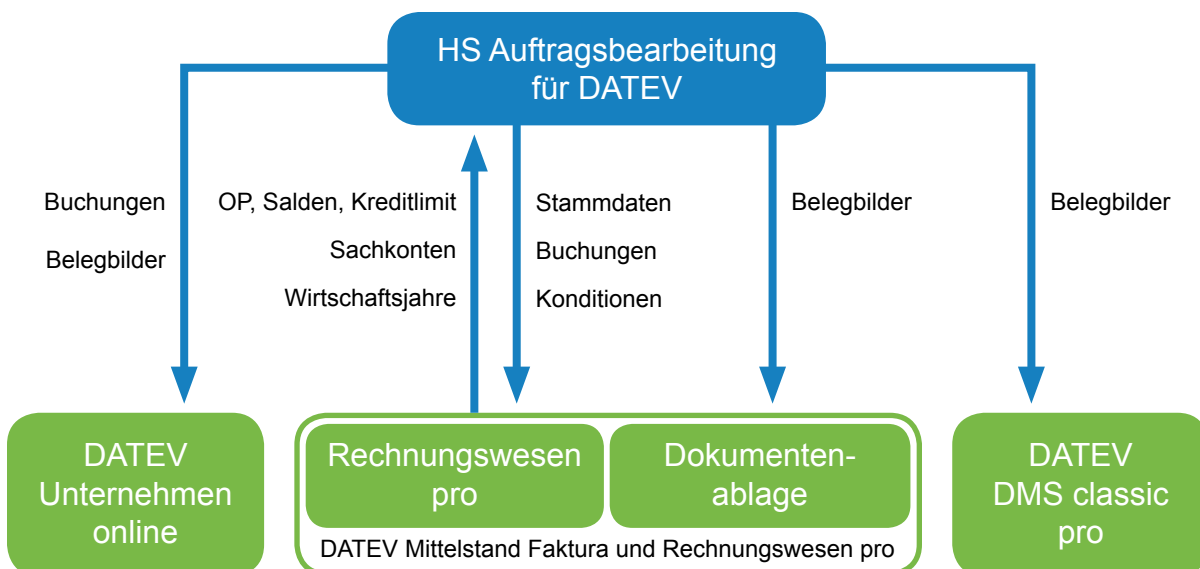 HS Auftragsbearbeitung
für DATEV
Buchungen
Belegbilder
OP, Salden, Kreditlimit
Sachkonten
Wirtschaftsjahre
Stammdaten
Buchungen
Konditionen
Belegbilder
Belegbilder
DATEV
Unternehmen
online
Rechnungswesen
pro
Dokumenten-
ablage
DATEV Mittelstand Faktura und Rechnungswesen pro
DATEV
DMS classic
pro